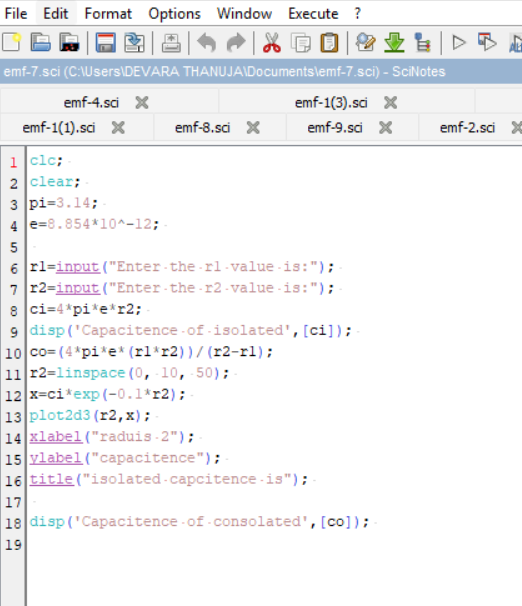 File Edit Format Options Window Execute ?
emf-7.sci (C:\Users\DEVARA THANUJA\Documents\emf-7.sci) - SciNotes
emf-4.sci emf-1(3).sci
emf-1(1).sci emf-8.sci emf-9.sci emf-2.sci
1 clc;
2 clear;
3 pi=3.14;
4 e=8.854*10^-12;
5
6 r1=input("Enter the r1 value is:");
7 r2=input("Enter the r2 value is:");
8 ci=4*pi*e*r2;
9 disp('Capacitence of isolated',[ci]);
10 co=(4*pi*e*(r1*r2))/(r2-r1);
11 r2=linspace(0, 10, 50);
12 x=ci*exp(-0.1*r2);
13 plot2d3(r2,x);
14 xlabel("raduis 2");
15 ylabel("capacitence");
16 title("isolated capcitence is");
17
18 disp('Capacitence of consolated',[co]);
19